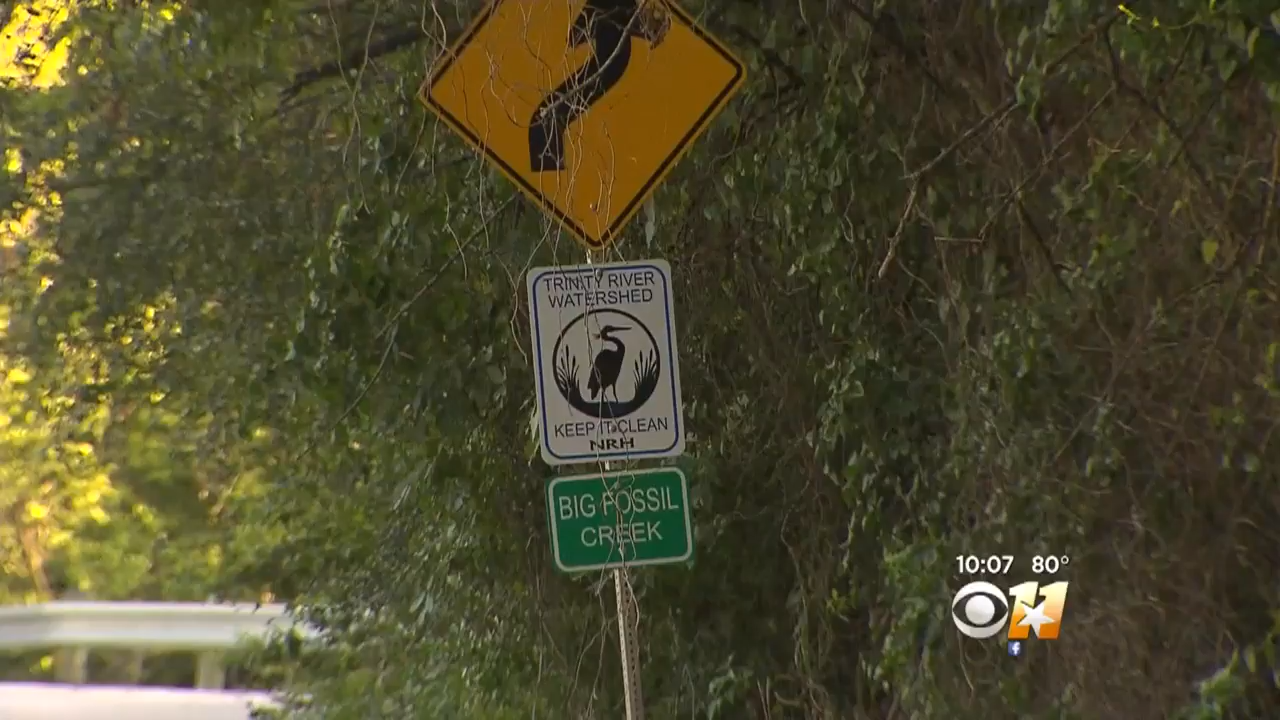 TRINITY RIVER
WATERSHED
KEEP IT CLEAN
NRH
BIG FOSSIL
CREEK
10:07 80°
11
f